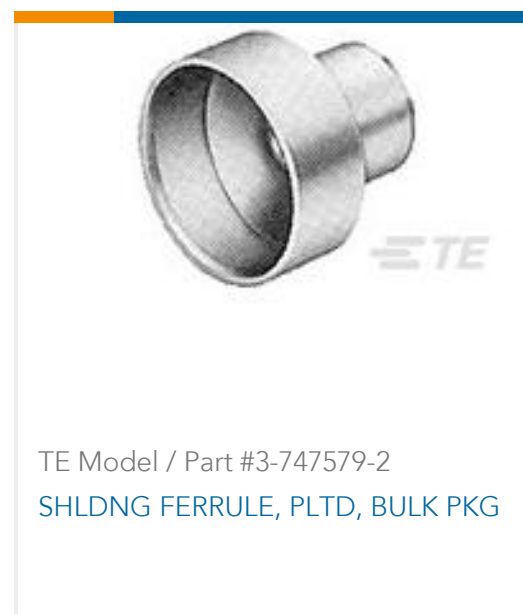 TE
TE Model / Part #3-747579-2
SHLDNG FERRULE, PLTD, BULK PKG